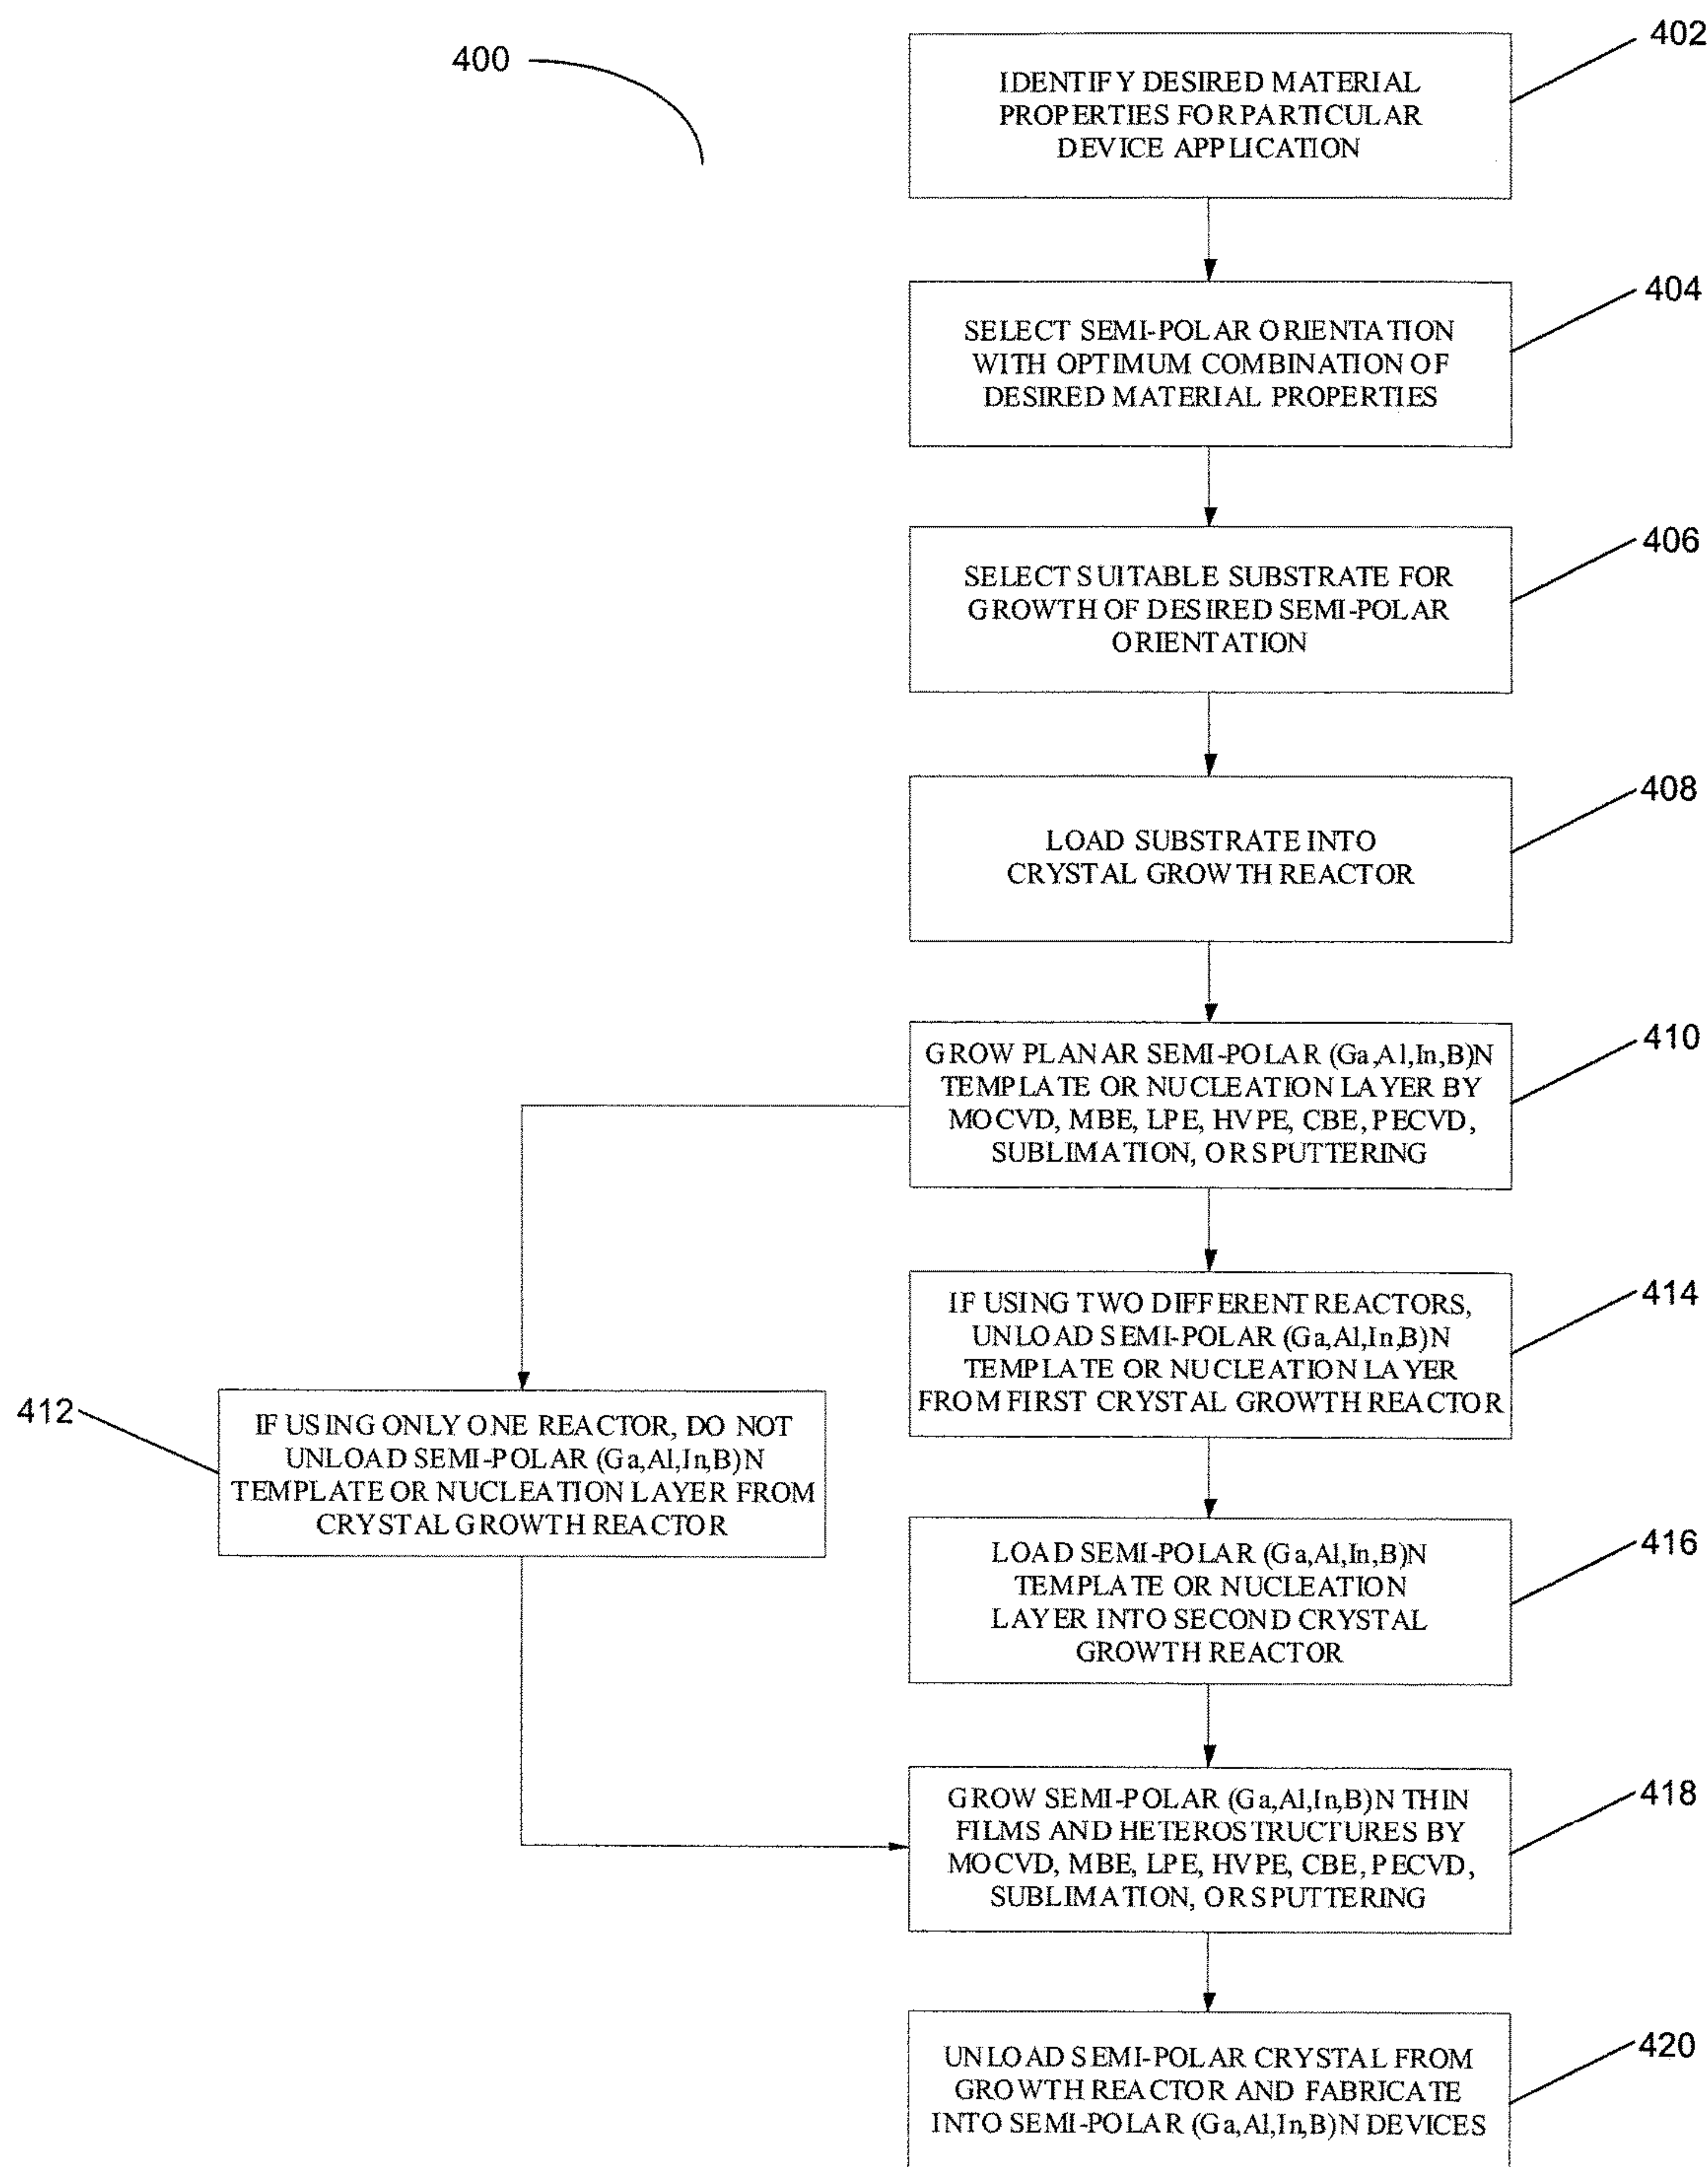 400
402
IDENTIFY DESIRED MATERIAL
PROPERTIES FOR PARTICULAR
DEVICE APPLICATION
404
SELECT SEMI-POLAR ORIENTATION
WITH OPTIMUM COMBINATION OF
DESIRED MATERIAL PROPERTIES
406
SELECT SUITABLE SUBSTRATE FOR
GROWTH OF DESIRED SEMI-POLAR
ORIENTATION
408
LOAD SUBSTRATE INTO
CRYSTAL GROWTH REACTOR
410
GROW PLANAR SEMI-POLAR (Ga,Al,In,B)N
TEMPLATE OR NUCLEATION LAYER BY
MOCVD, MBE, LPE, HVPE, CBE, PECVD,
SUBLIMATION, OR SPUTTERING
414
IF USING TWO DIFFERENT REACTORS,
UNLOAD SEMI-POLAR (Ga,Al,In,B)N
TEMPLATE OR NUCLEATION LAYER
FROM FIRST CRYSTAL GROWTH REACTOR
412
IF USING ONLY ONE REACTOR, DO NOT
UNLOAD SEMI-POLAR (Ga,Al,In,B)N
TEMPLATE OR NUCLEATION LAYER FROM
CRYSTAL GROWTH REACTOR
416
LOAD SEMI-POLAR (Ga,Al,In,B)N
TEMPLATE OR NUCLEATION
LAYER INTO SECOND CRYSTAL
GROWTH REACTOR
418
GROW SEMI-POLAR (Ga,Al,In,B)N THIN
FILMS AND HETEROSTRUCTURES BY
MOCVD, MBE, LPE, HVPE, CBE, PECVD,
SUBLIMATION, OR SPUTTERING
420
UNLOAD SEMI-POLAR CRYSTAL FROM
GROWTH REACTOR AND FABRICATE
INTO SEMI-POLAR (Ga,Al,In,B)N DEVICES